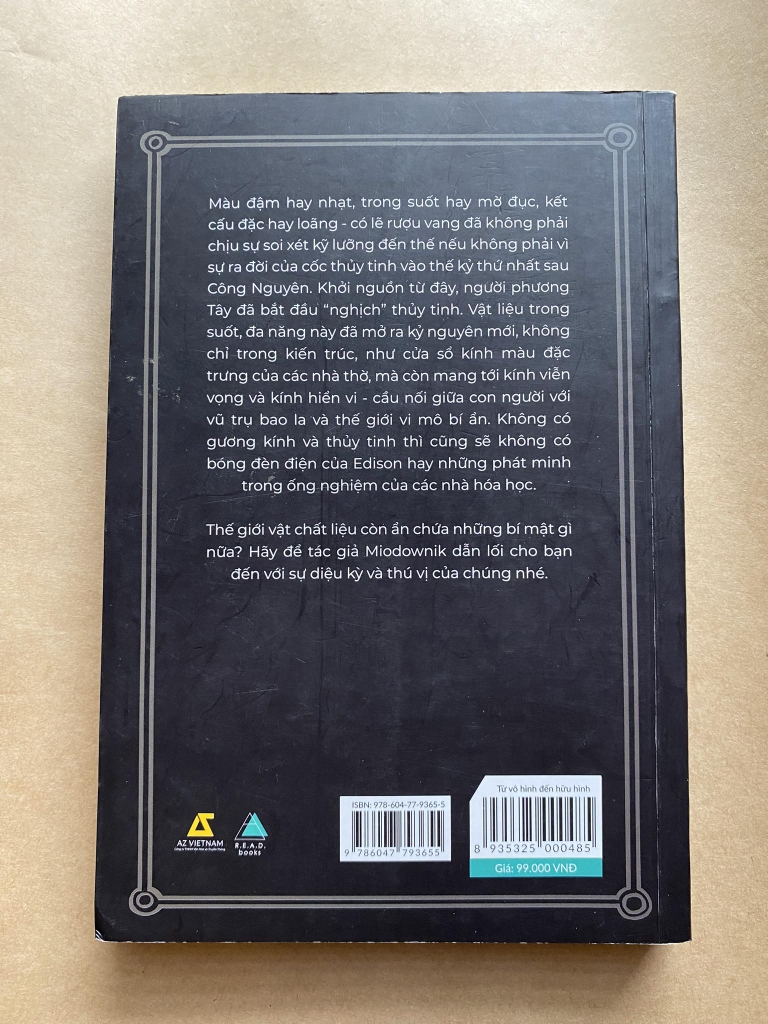 Màu đậm hay nhạt, trong suốt hay mờ đục, kết
cấu đặc hay loãng - có lẽ rượu vang đã không phải
chịu sự soi xét kỹ lưỡng đến thế nếu không phải vì
sự ra đời của cốc thủy tinh vào thế kỷ thứ nhất sau
Công Nguyên. Khởi nguồn từ đây, người phương
Tây đã bắt đầu “nghịch” thủy tinh. Vật liệu trong
suốt, đa năng này đã mở ra kỷ nguyên mới, không
chỉ trong kiến trúc, như cửa sổ kính màu đặc
trưng của các nhà thờ, mà còn mang tới kính viễn
vọng và kính hiển vi - cầu nối giữa con người với
vũ trụ bao la và thế giới vi mô bí ẩn. Không có
gương kính và thủy tinh thì cũng sẽ không có
bóng đèn điện của Edison hay những phát minh
trong ống nghiệm của các nhà hóa học.
Thế giới vật chất liệu còn ẩn chứa những bí mật gì
nữa? Hãy để tác giả Miodownik dẫn lối cho bạn
đến với sự diệu kỳ và thú vị của chúng nhé.
AZ VIETNAM
R.E.A.D.
books
ISBN: 978-604-77-9365-5
9 786047 793655
Từ vô hình đến hữu hình
8 935325 000485
Giá: 99.000 VNĐ